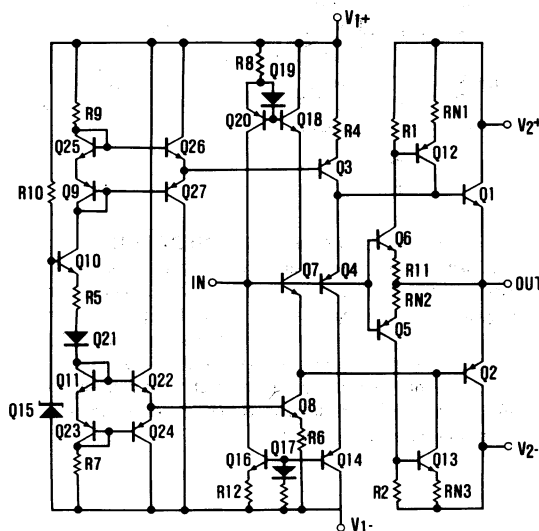 V1+
R8
Q19
R9
Q20
Q18
R4
R1
RN1
V2+
Q25
Q26
Q3
Q12
R10
Q9
Q27
Q1
Q10
Q6
R11
IN
Q7
Q4
OUT
R5
RN2
Q21
Q5
Q11
Q22
Q2
Q15
Q8
Q23
Q24
R6
V2-
R7
Q16
Q17
Q14
Q13
R12
R2
RN3
V1-